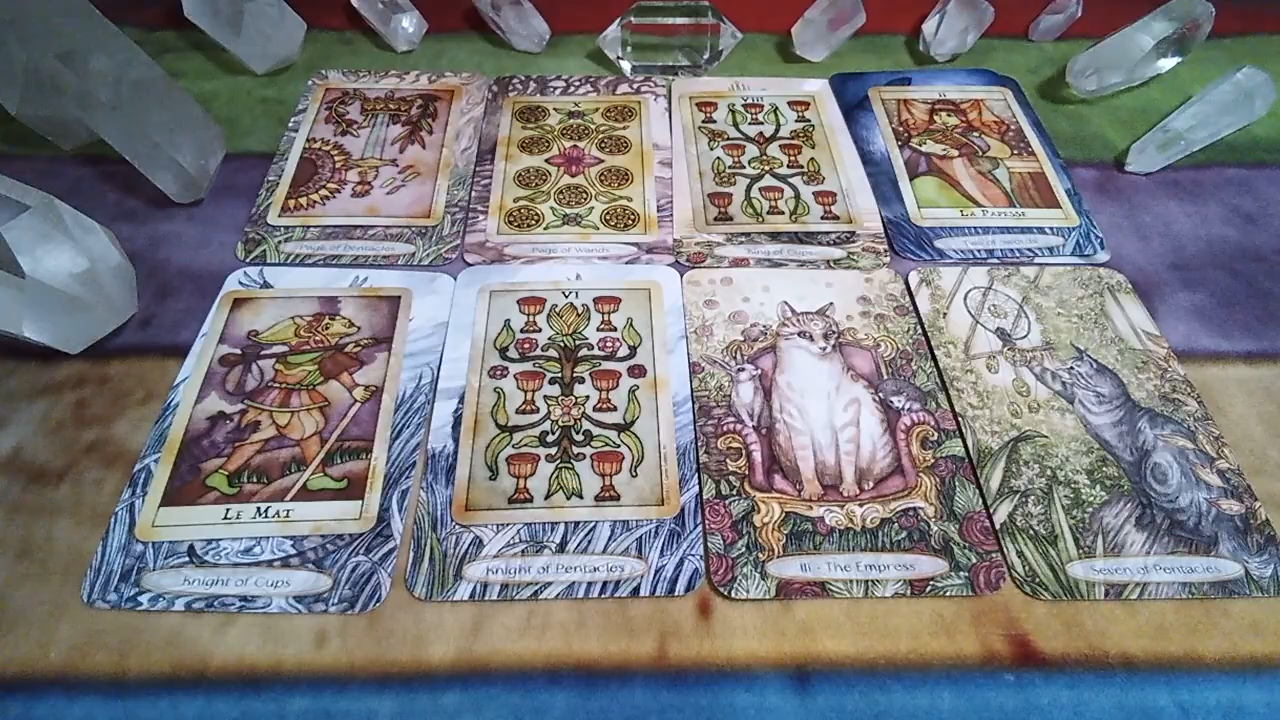 X
VIII
II
LA PAPESSE
Page of Pentacles
Page of Wands
King of Cups
Two of Swords
VI
LE MAT
Knight of Cups
Knight of Pentacles
III - The Empress
Seven of Pentacles